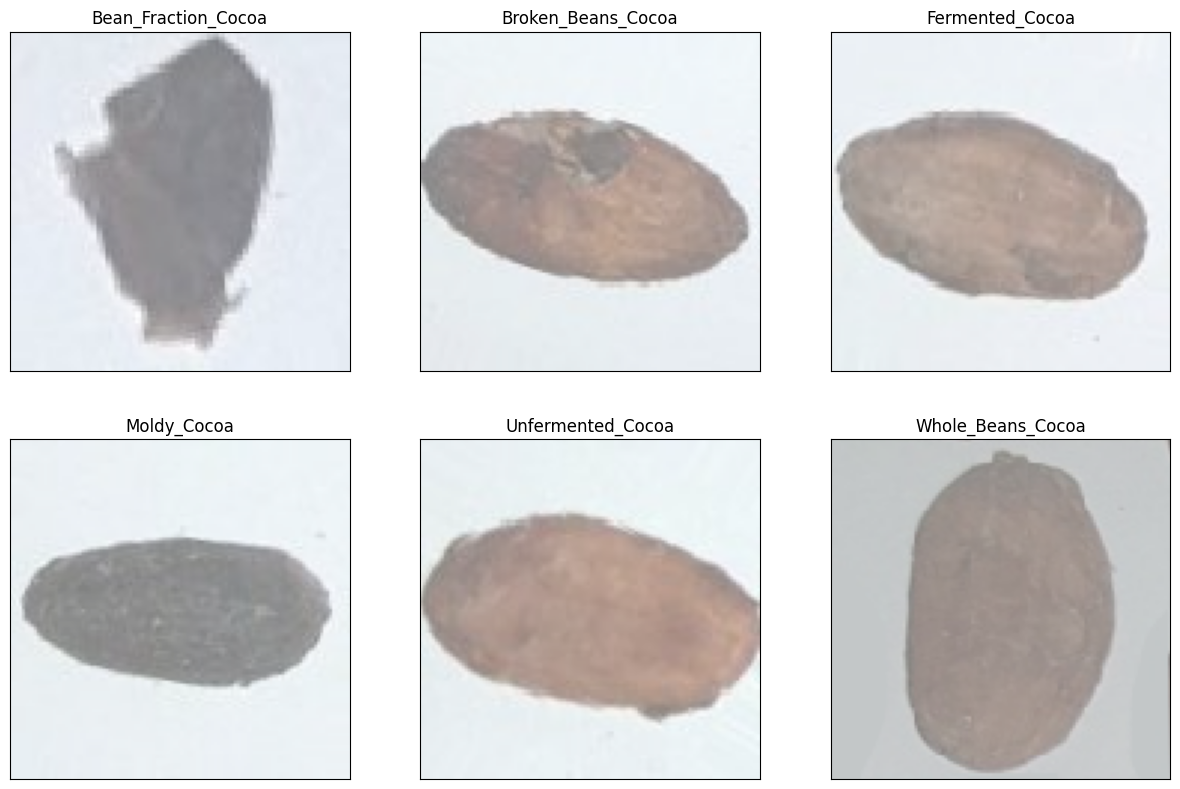 Bean_Fraction_Cocoa
Broken_Beans_Cocoa
Fermented_Cocoa
Moldy_Cocoa
Unfermented_Cocoa
Whole_Beans_Cocoa